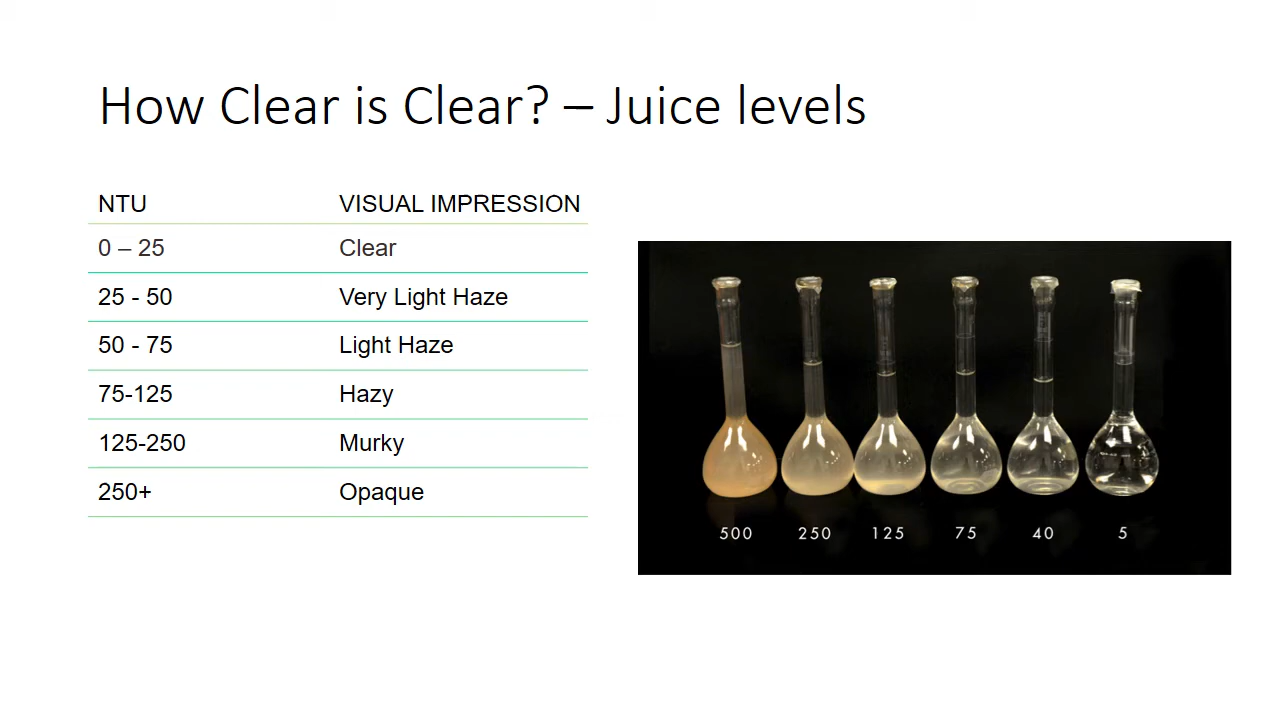 How Clear is Clear? – Juice levels
NTU VISUAL IMPRESSION
0 – 25 Clear
25 - 50 Very Light Haze
50 - 75 Light Haze
75-125 Hazy
125-250 Murky
250+ Opaque
500 250 125 75 40 5